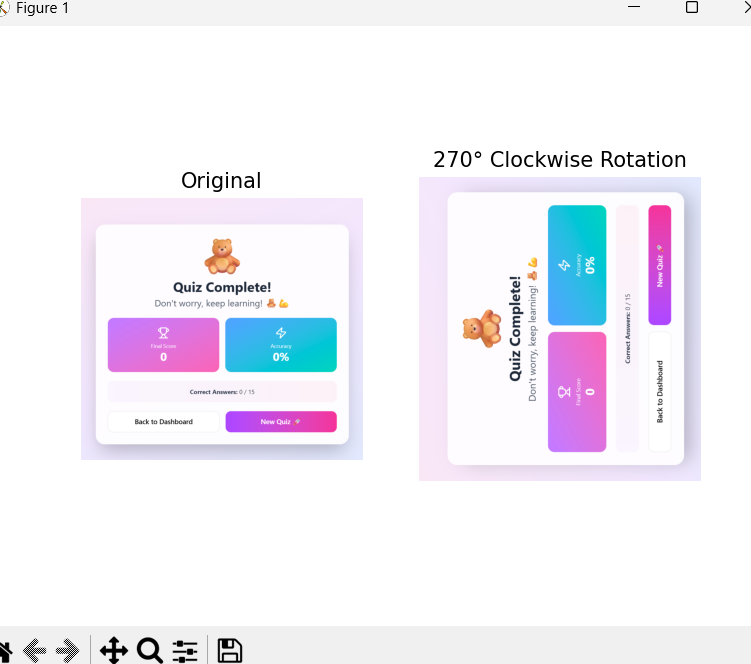 Figure 1
Original
Quiz Complete!
Don't worry, keep learning!
Final Score
0
Accuracy
0%
Correct Answers: 0 / 15
Back to Dashboard
New Quiz
270° Clockwise Rotation
Quiz Complete!
Don't worry, keep learning!
Final Score
0
Accuracy
0%
Correct Answers: 0 / 15
Back to Dashboard
New Quiz